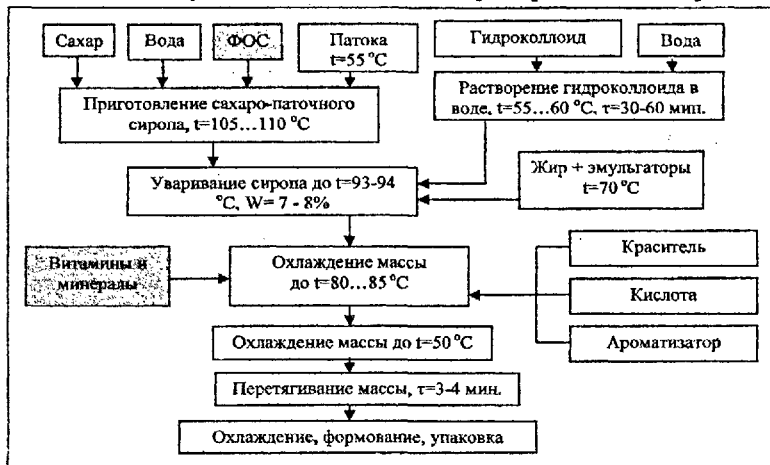 Сахар
Вода
ФОС
Патока
t=55 °C
Гидроколлоид
Вода
Приготовление сахаро-паточного
сиропа, t=105...110 °C
Растворение гидроколлоида в
воде, t=55...60 °C, τ=30-60 мин.
Уваривание сиропа до t=93-94
°C, W= 7 - 8%
Жир + эмульгаторы
t=70 °C
Витамины и
минералы
Охлаждение массы
до t=80...85 °C
Краситель
Кислота
Ароматизатор
Охлаждение массы до t=50 °C
Перетягивание массы, τ=3-4 мин.
Охлаждение, формование, упаковка